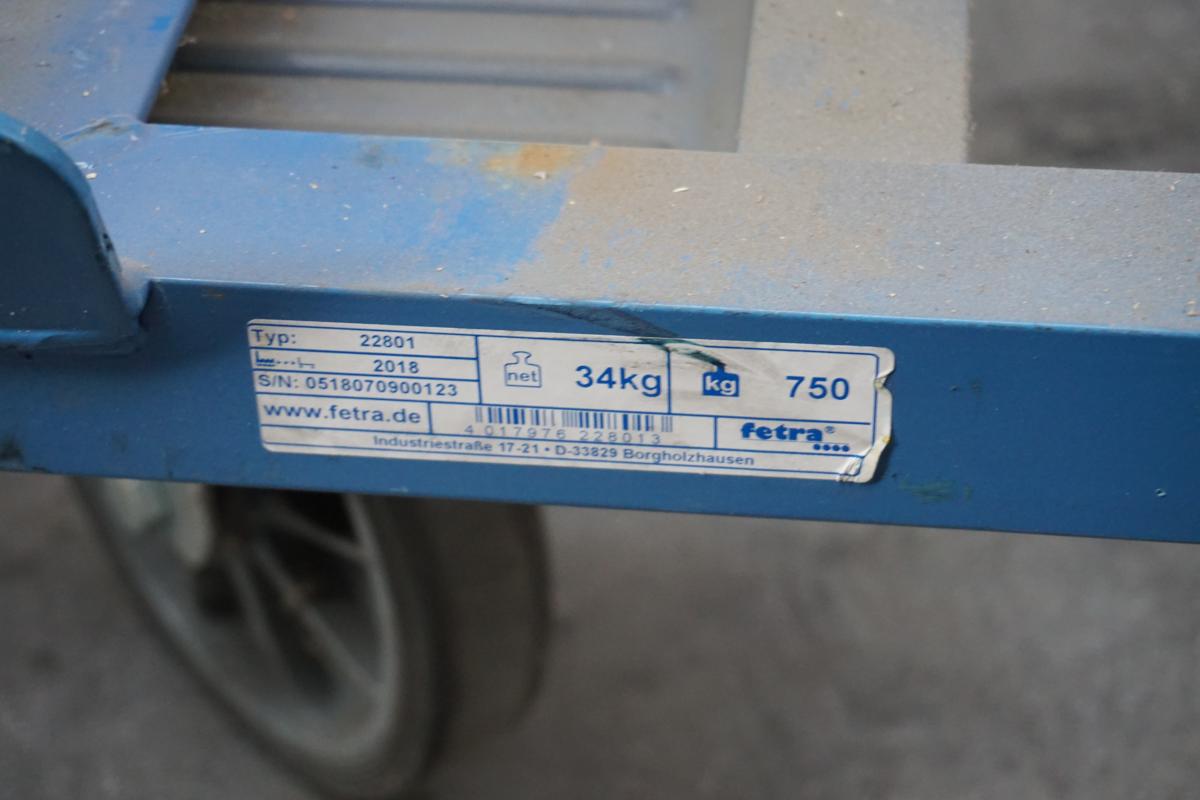 Typ: 22801
2018
S/N: 0518070900123
net 34kg
kg 750
www.fetra.de
4 017976 228013
fetra®
Industriestraße 17-21 • D-33829 Borgholzhausen